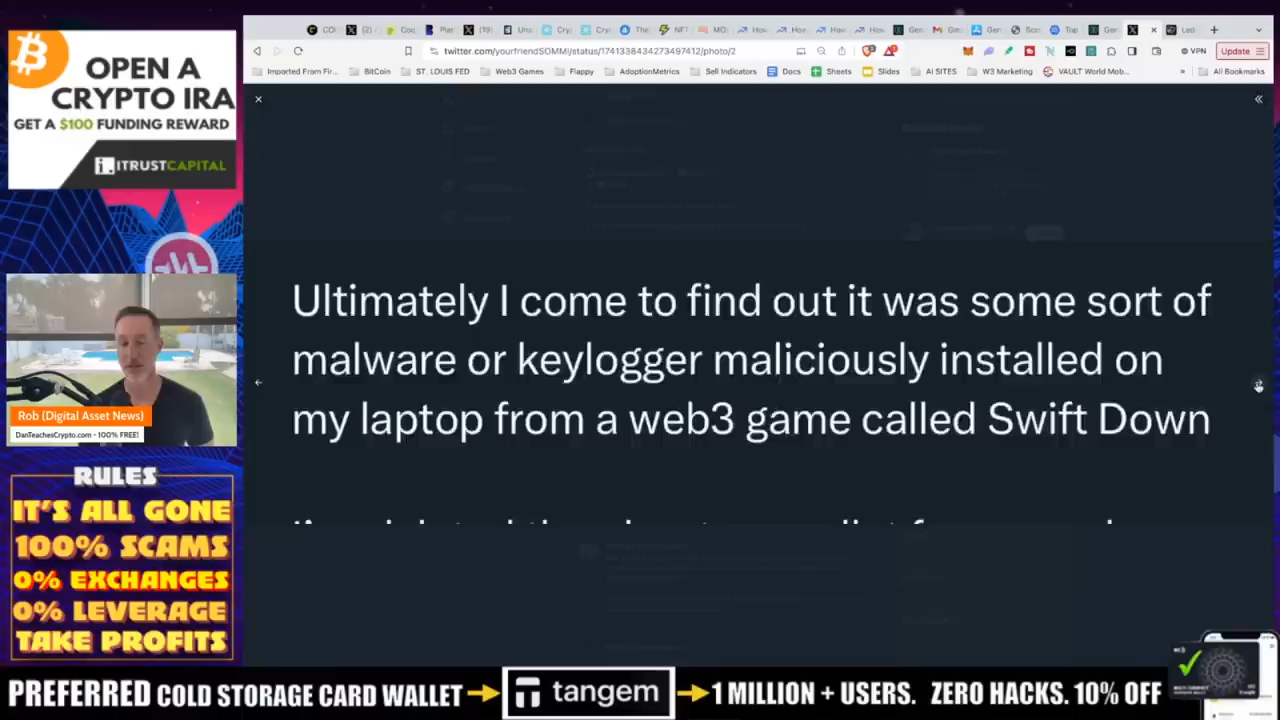 OPEN A
CRYPTO IRA
GET A $100 FUNDING REWARD
ITRUSTCAPITAL
Rob (Digital Asset News)
DanTeachesCrypto.com - 100% FREE!
RULES
IT'S ALL GONE
100% SCAMS
0% EXCHANGES
0% LEVERAGE
TAKE PROFITS
twitter.com/yourfriendSOMMI/status/1741338434273497412/photo/2
VPN
Update
Imported From Fir...
BitCoin
ST. LOUIS FED
Web3 Games
Flappy
AdoptionMetrics
Sell Indicators
Docs
Sheets
Slides
AI SITES
W3 Marketing
VAULT World Mob...
All Bookmarks
Ultimately I come to find out it was some sort of
malware or keylogger maliciously installed on
my laptop from a web3 game called Swift Down
PREFERRED COLD STORAGE CARD WALLET
tangem
1 MILLION + USERS. ZERO HACKS. 10% OFF